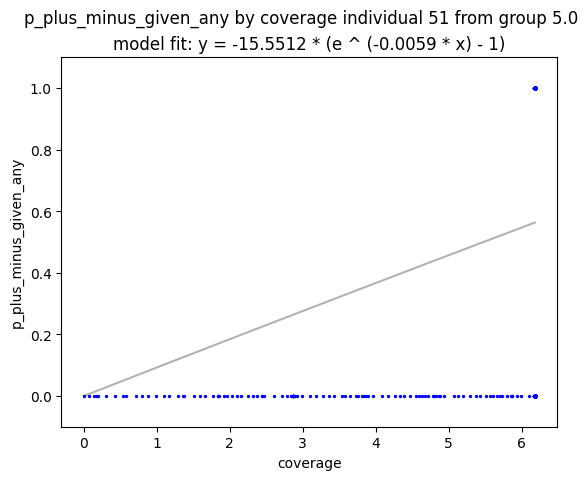 p_plus_minus_given_any by coverage individual 51 from group 5.0
model fit: y = -15.5512 * (e ^ (-0.0059 * x) - 1)
1.0
0.8
0.6
0.4
0.2
0.0
p_plus_minus_given_any
0 1 2 3 4 5 6
coverage